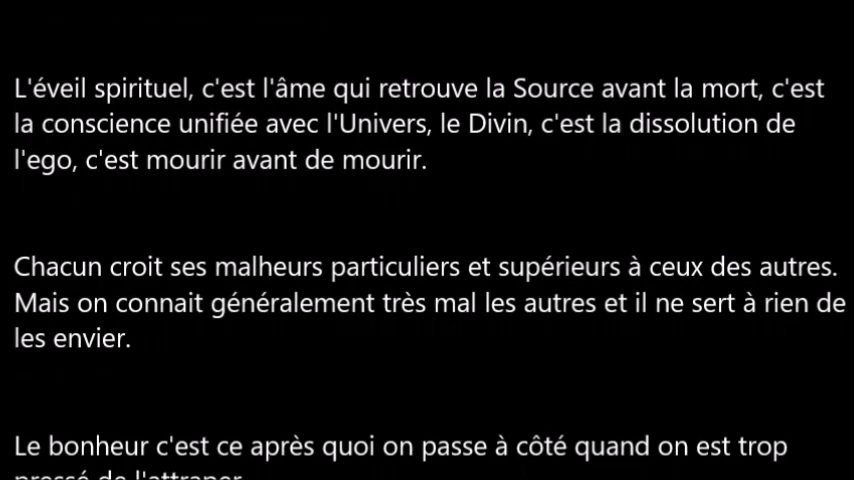 L'éveil spirituel, c'est l'âme qui retrouve la Source avant la mort, c'est
la conscience unifiée avec l'Univers, le Divin, c'est la dissolution de
l'ego, c'est mourir avant de mourir.
Chacun croit ses malheurs particuliers et supérieurs à ceux des autres.
Mais on connait généralement très mal les autres et il ne sert à rien de
les envier.
Le bonheur c'est ce après quoi on passe à côté quand on est trop
pressé de l'attraper